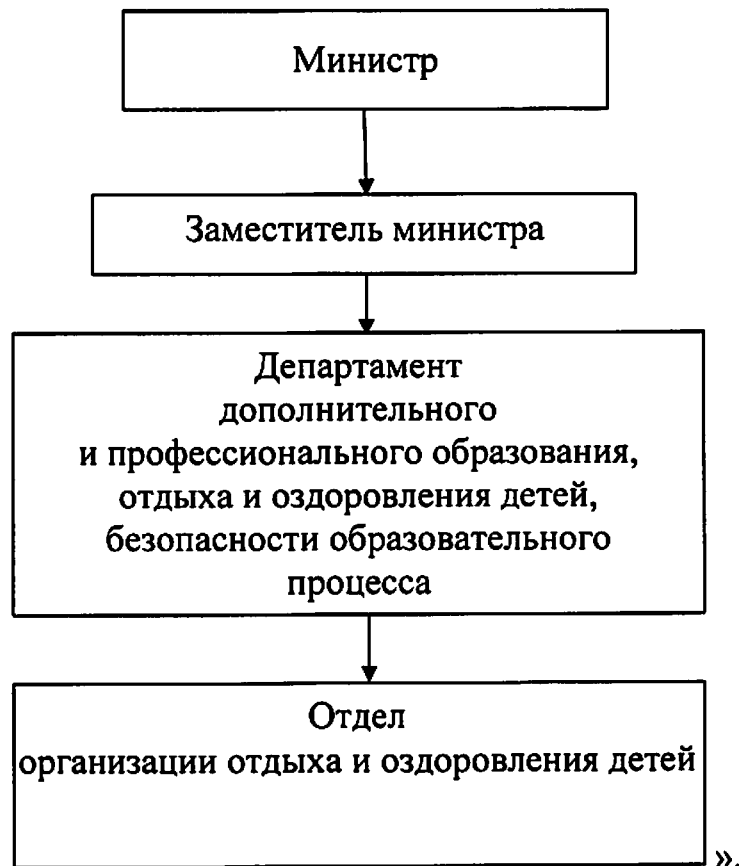 Министр
Заместитель министра
Департамент
дополнительного
и профессионального образования,
отдыха и оздоровления детей,
безопасности образовательного
процесса
Отдел
организации отдыха и оздоровления детей
».